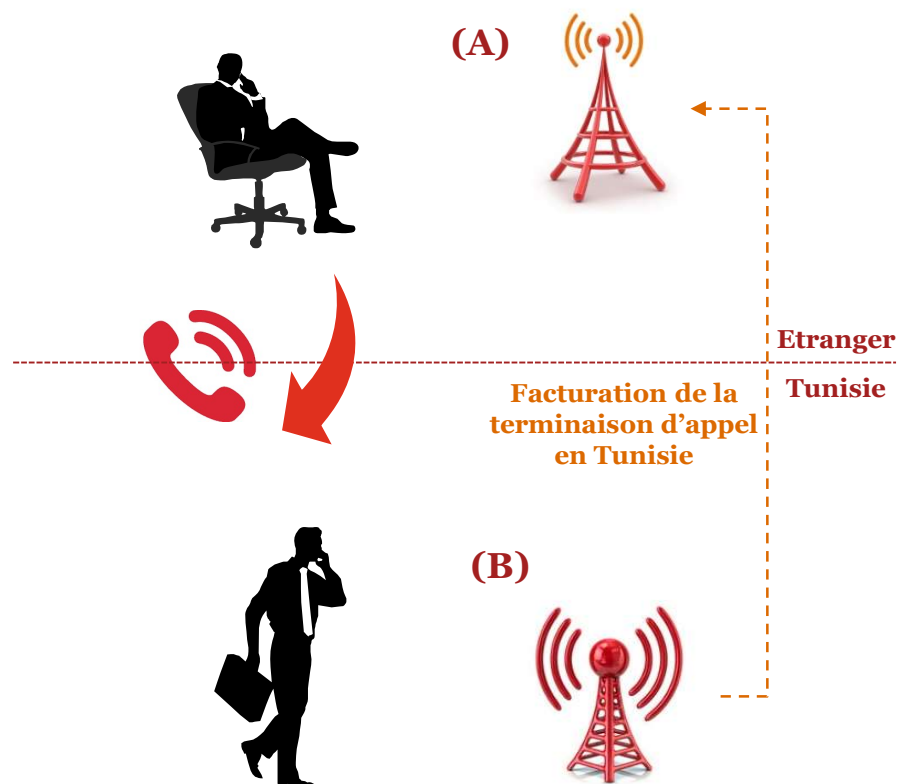 (A)
Etranger
Tunisie
Facturation de la
terminaison d’appel
en Tunisie
(B)